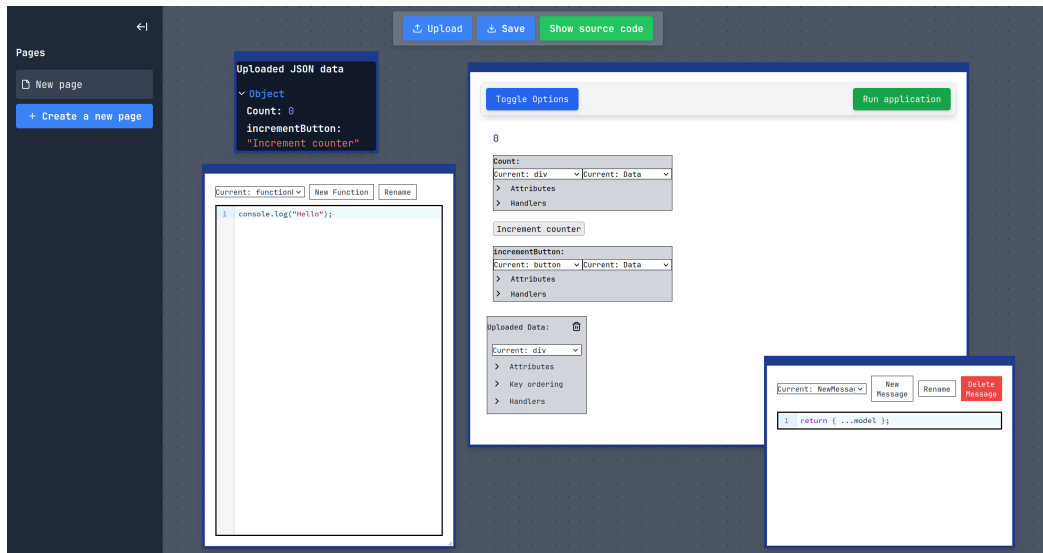 Pages
New page
+ Create a new page
Upload
Save
Show source code
Uploaded JSON data
Object
Count: 0
incrementButton:
"Increment counter"
Current: function
New Function
Rename
1 console.log("Hello");
Toggle Options
Run application
0
Count:
Current: div
Current: Data
Attributes
Handlers
Increment counter
incrementButton:
Current: button
Current: Data
Attributes
Handlers
Uploaded Data:
Current: div
Attributes
Key ordering
Handlers
Current: NewMessa
New
Message
Rename
Delete
Message
1 return { ...model };